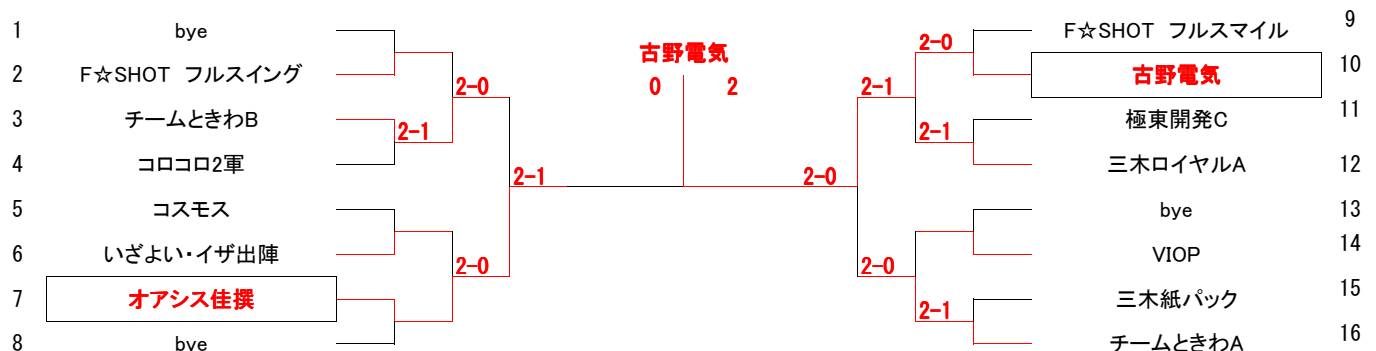 1 bye
2 F☆SHOT フルスイング
3 チームときわB
4 コロコロ2軍
5 コスモス
6 いざよい・イザ出陣
7 オアシス佳撰
8 bye
2-0
2-1
2-1
2-0
古野電気
0 2
F☆SHOT フルスマイル 9
古野電気 10
極東開発C 11
三木ロイヤルA 12
bye 13
VIOP 14
三木紙パック 15
チームときわA 16
2-0
2-1
2-1
2-0
2-0
2-1